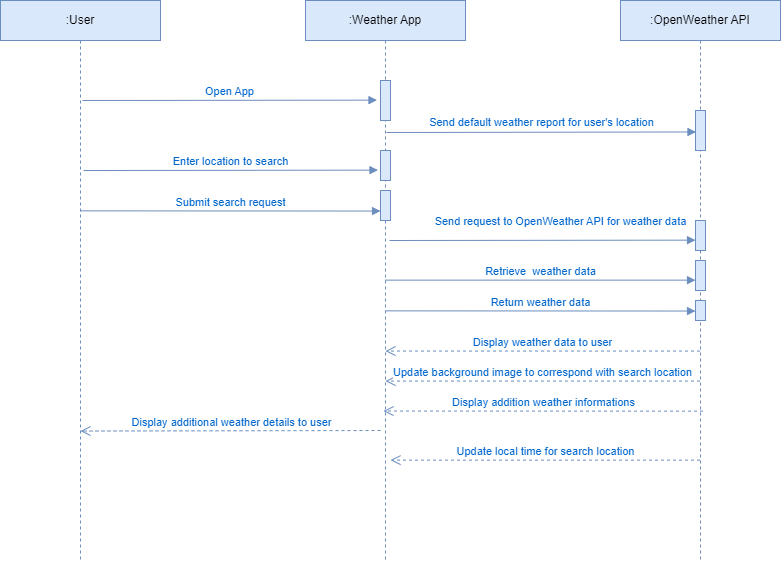 :User
:Weather App
:OpenWeather API
Open App
Send default weather report for user's location
Enter location to search
Submit search request
Send request to OpenWeather API for weather data
Retrieve  weather data
Return weather data
Display weather data to user
Update background image to correspond with search location
Display addition weather informations
Display additional weather details to user
Update local time for search location